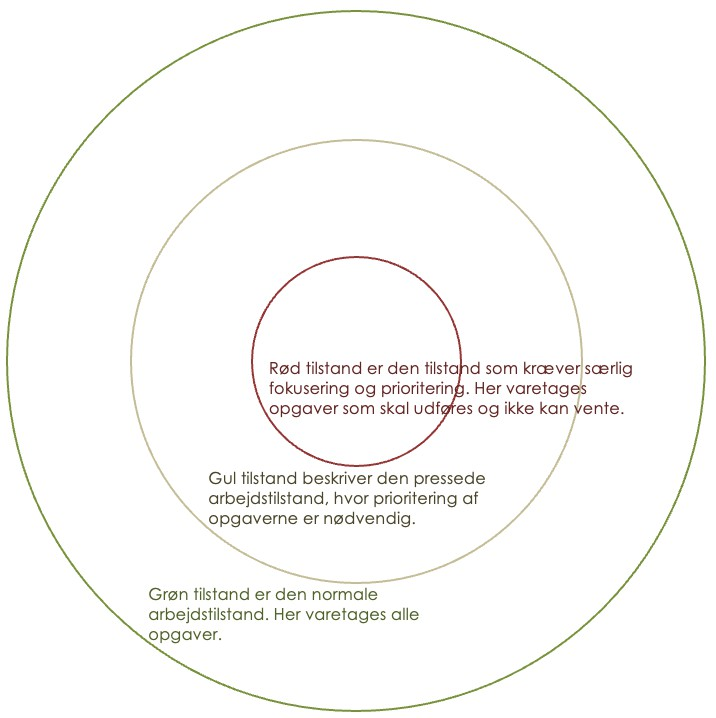 Rød tilstand er den tilstand som kræver særlig
fokusering og prioritering. Her varetages
opgaver som skal udføres og ikke kan vente.
Gul tilstand beskriver den pressede
arbejdstilstand, hvor prioritering af
opgaverne er nødvendig.
Grøn tilstand er den normale
arbejdstilstand. Her varetages alle
opgaver.